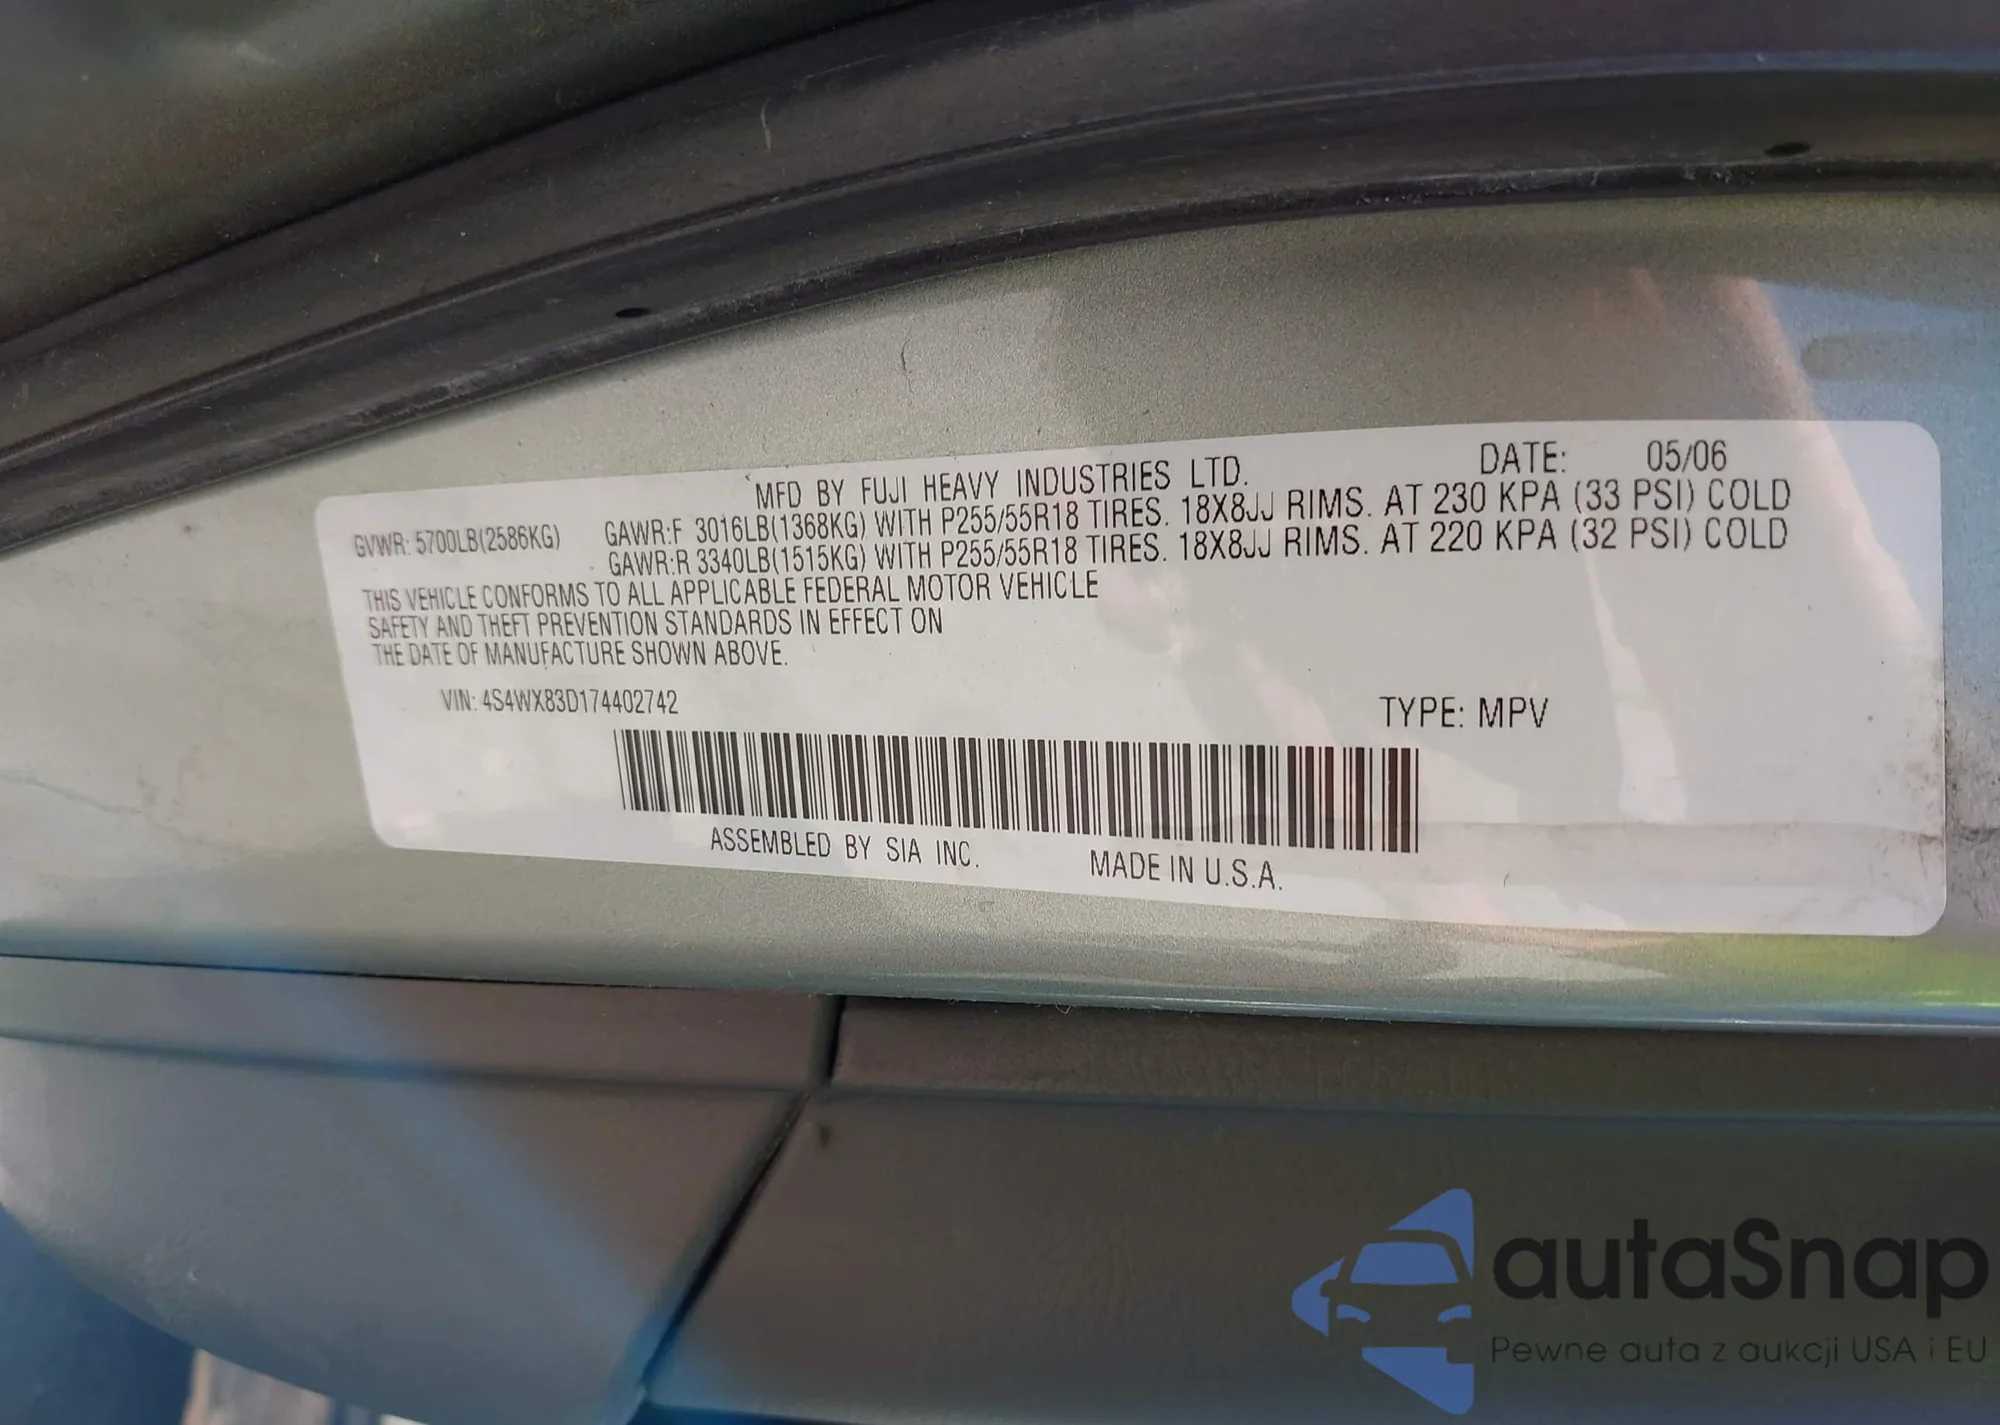 MFD BY FUJI HEAVY INDUSTRIES LTD. DATE: 05/06
GVWR: 5700LB(2586KG) GAWR:F 3016LB(1368KG) WITH P255/55R18 TIRES. 18X8JJ RIMS. AT 230 KPA (33 PSI) COLD
GAWR:R 3340LB(1515KG) WITH P255/55R18 TIRES. 18X8JJ RIMS. AT 220 KPA (32 PSI) COLD
THIS VEHICLE CONFORMS TO ALL APPLICABLE FEDERAL MOTOR VEHICLE
SAFETY AND THEFT PREVENTION STANDARDS IN EFFECT ON
THE DATE OF MANUFACTURE SHOWN ABOVE.
VIN: 4S4WX83D174402742 TYPE: MPV
ASSEMBLED BY SIA INC. MADE IN U.S.A.
autaSnap
Pewne auta z aukcji USA i EU